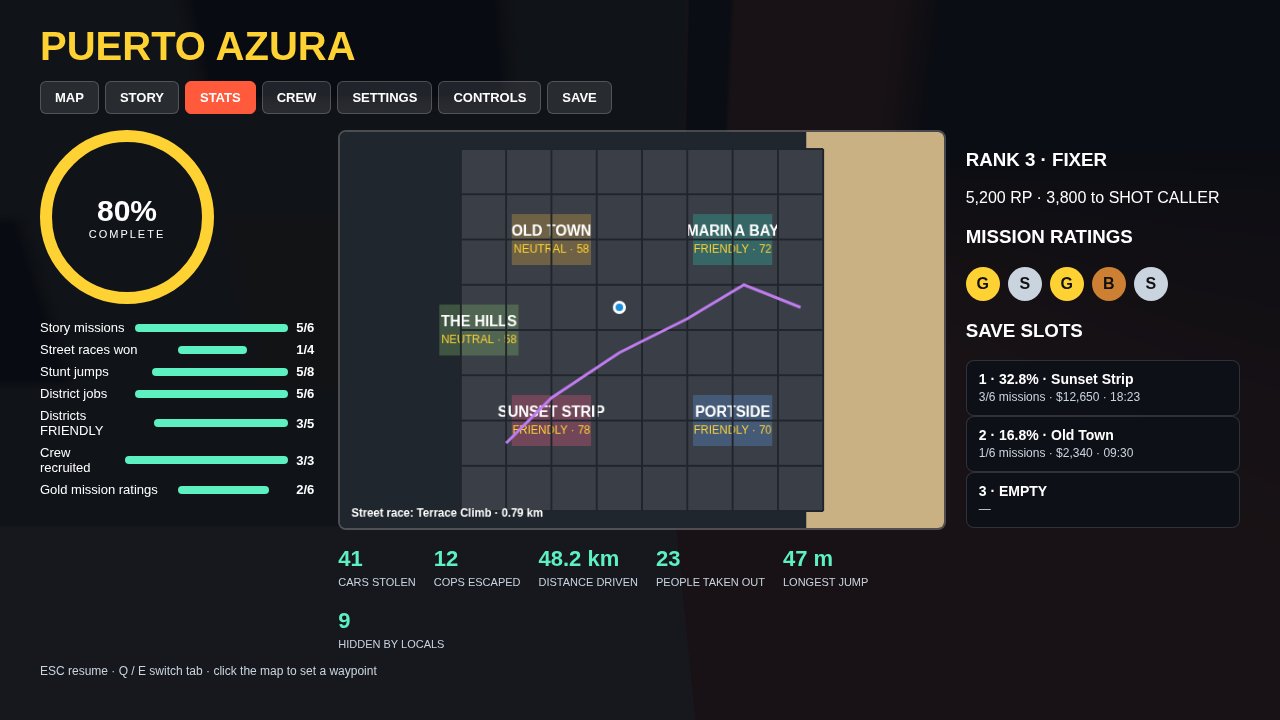 PUERTO AZURA
MAP STORY STATS CREW SETTINGS CONTROLS SAVE
80%
COMPLETE
Story missions 5/6
Street races won 1/4
Stunt jumps 5/8
District jobs 5/6
Districts
FRIENDLY 3/5
Crew
recruited 3/3
Gold mission ratings 2/6
OLD TOWN
NEUTRAL · 58
MARINA BAY
FRIENDLY · 72
THE HILLS
NEUTRAL · 58
SUNSET STRIP
FRIENDLY · 78
PORTSIDE
FRIENDLY · 70
Street race: Terrace Climb · 0.79 km
41
CARS STOLEN
12
COPS ESCAPED
48.2 km
DISTANCE DRIVEN
23
PEOPLE TAKEN OUT
47 m
LONGEST JUMP
9
HIDDEN BY LOCALS
RANK 3 · FIXER
5,200 RP · 3,800 to SHOT CALLER
MISSION RATINGS
G S G B S
SAVE SLOTS
1 · 32.8% · Sunset Strip
3/6 missions · $12,650 · 18:23
2 · 16.8% · Old Town
1/6 missions · $2,340 · 09:30
3 · EMPTY
—
ESC resume · Q / E switch tab · click the map to set a waypoint